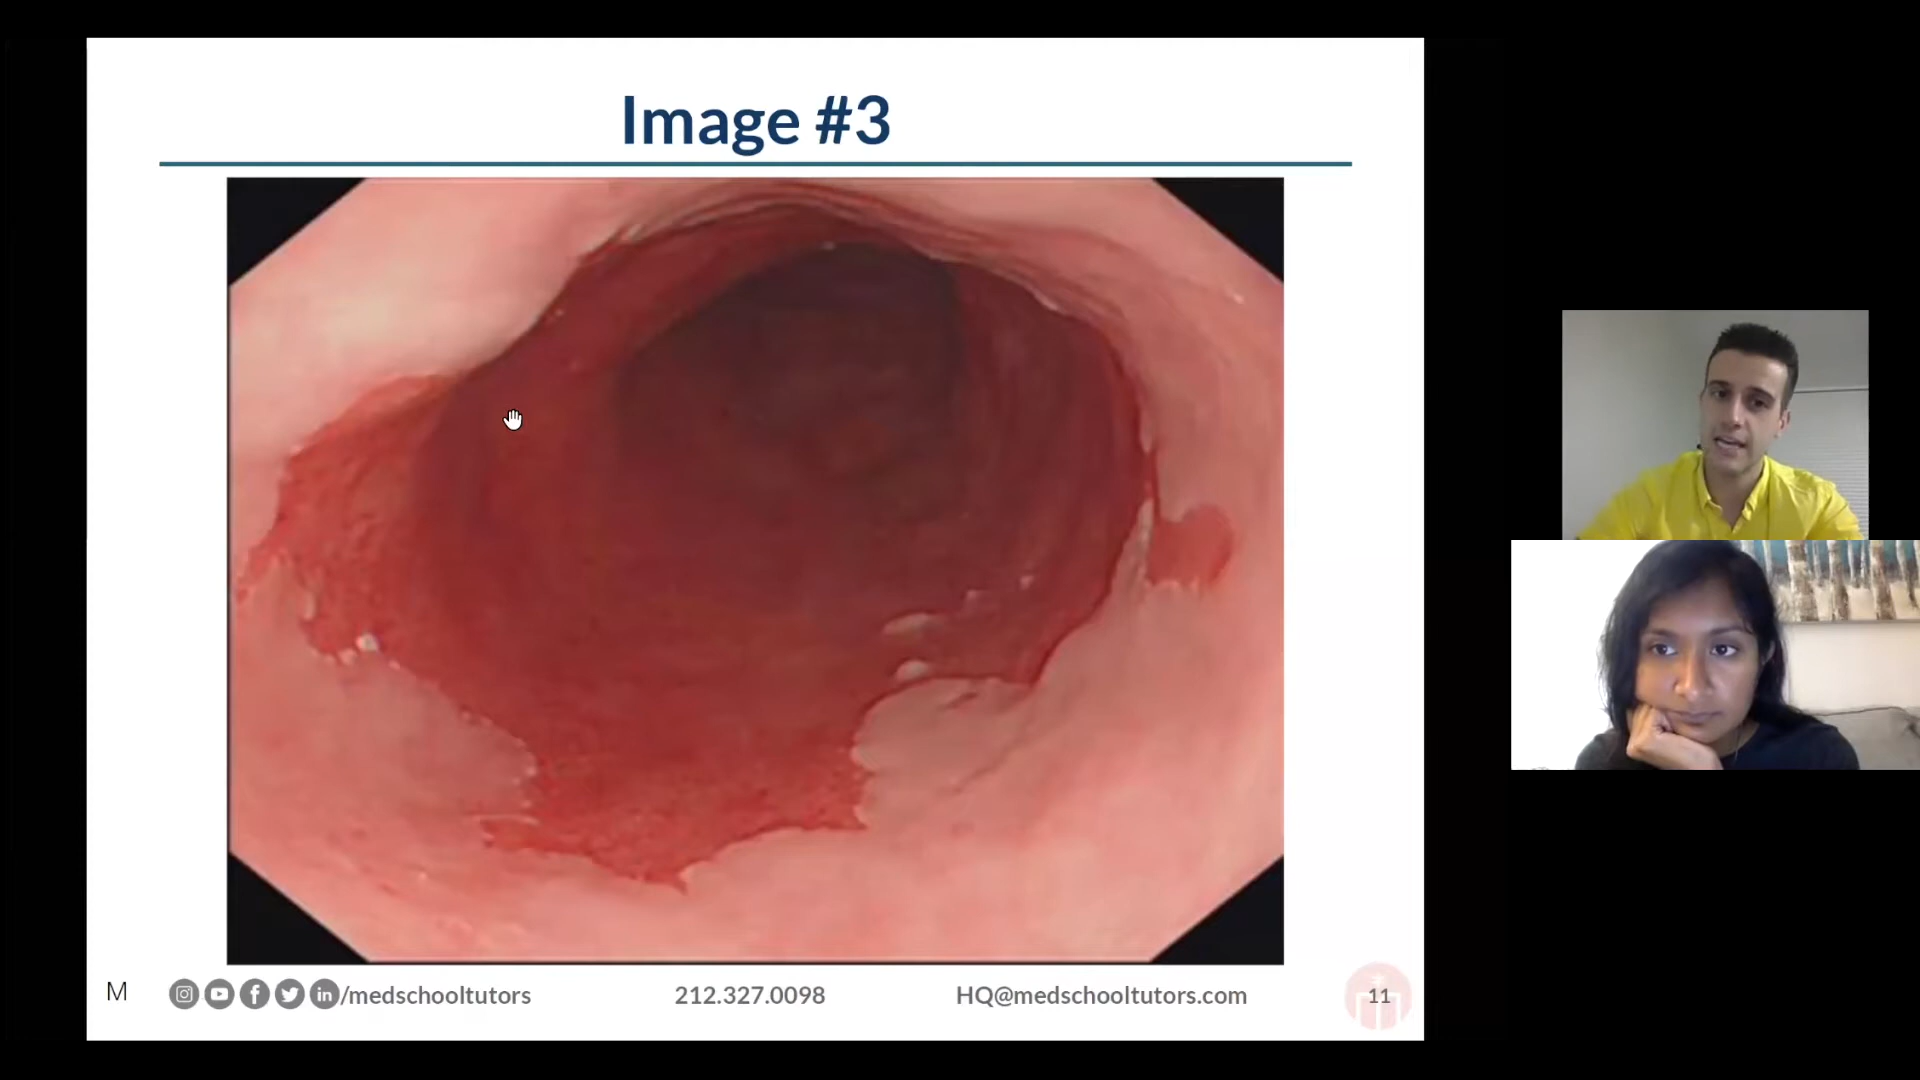 Image #3
M
/medschooltutors
212.327.0098
HQ@medschooltutors.com
11